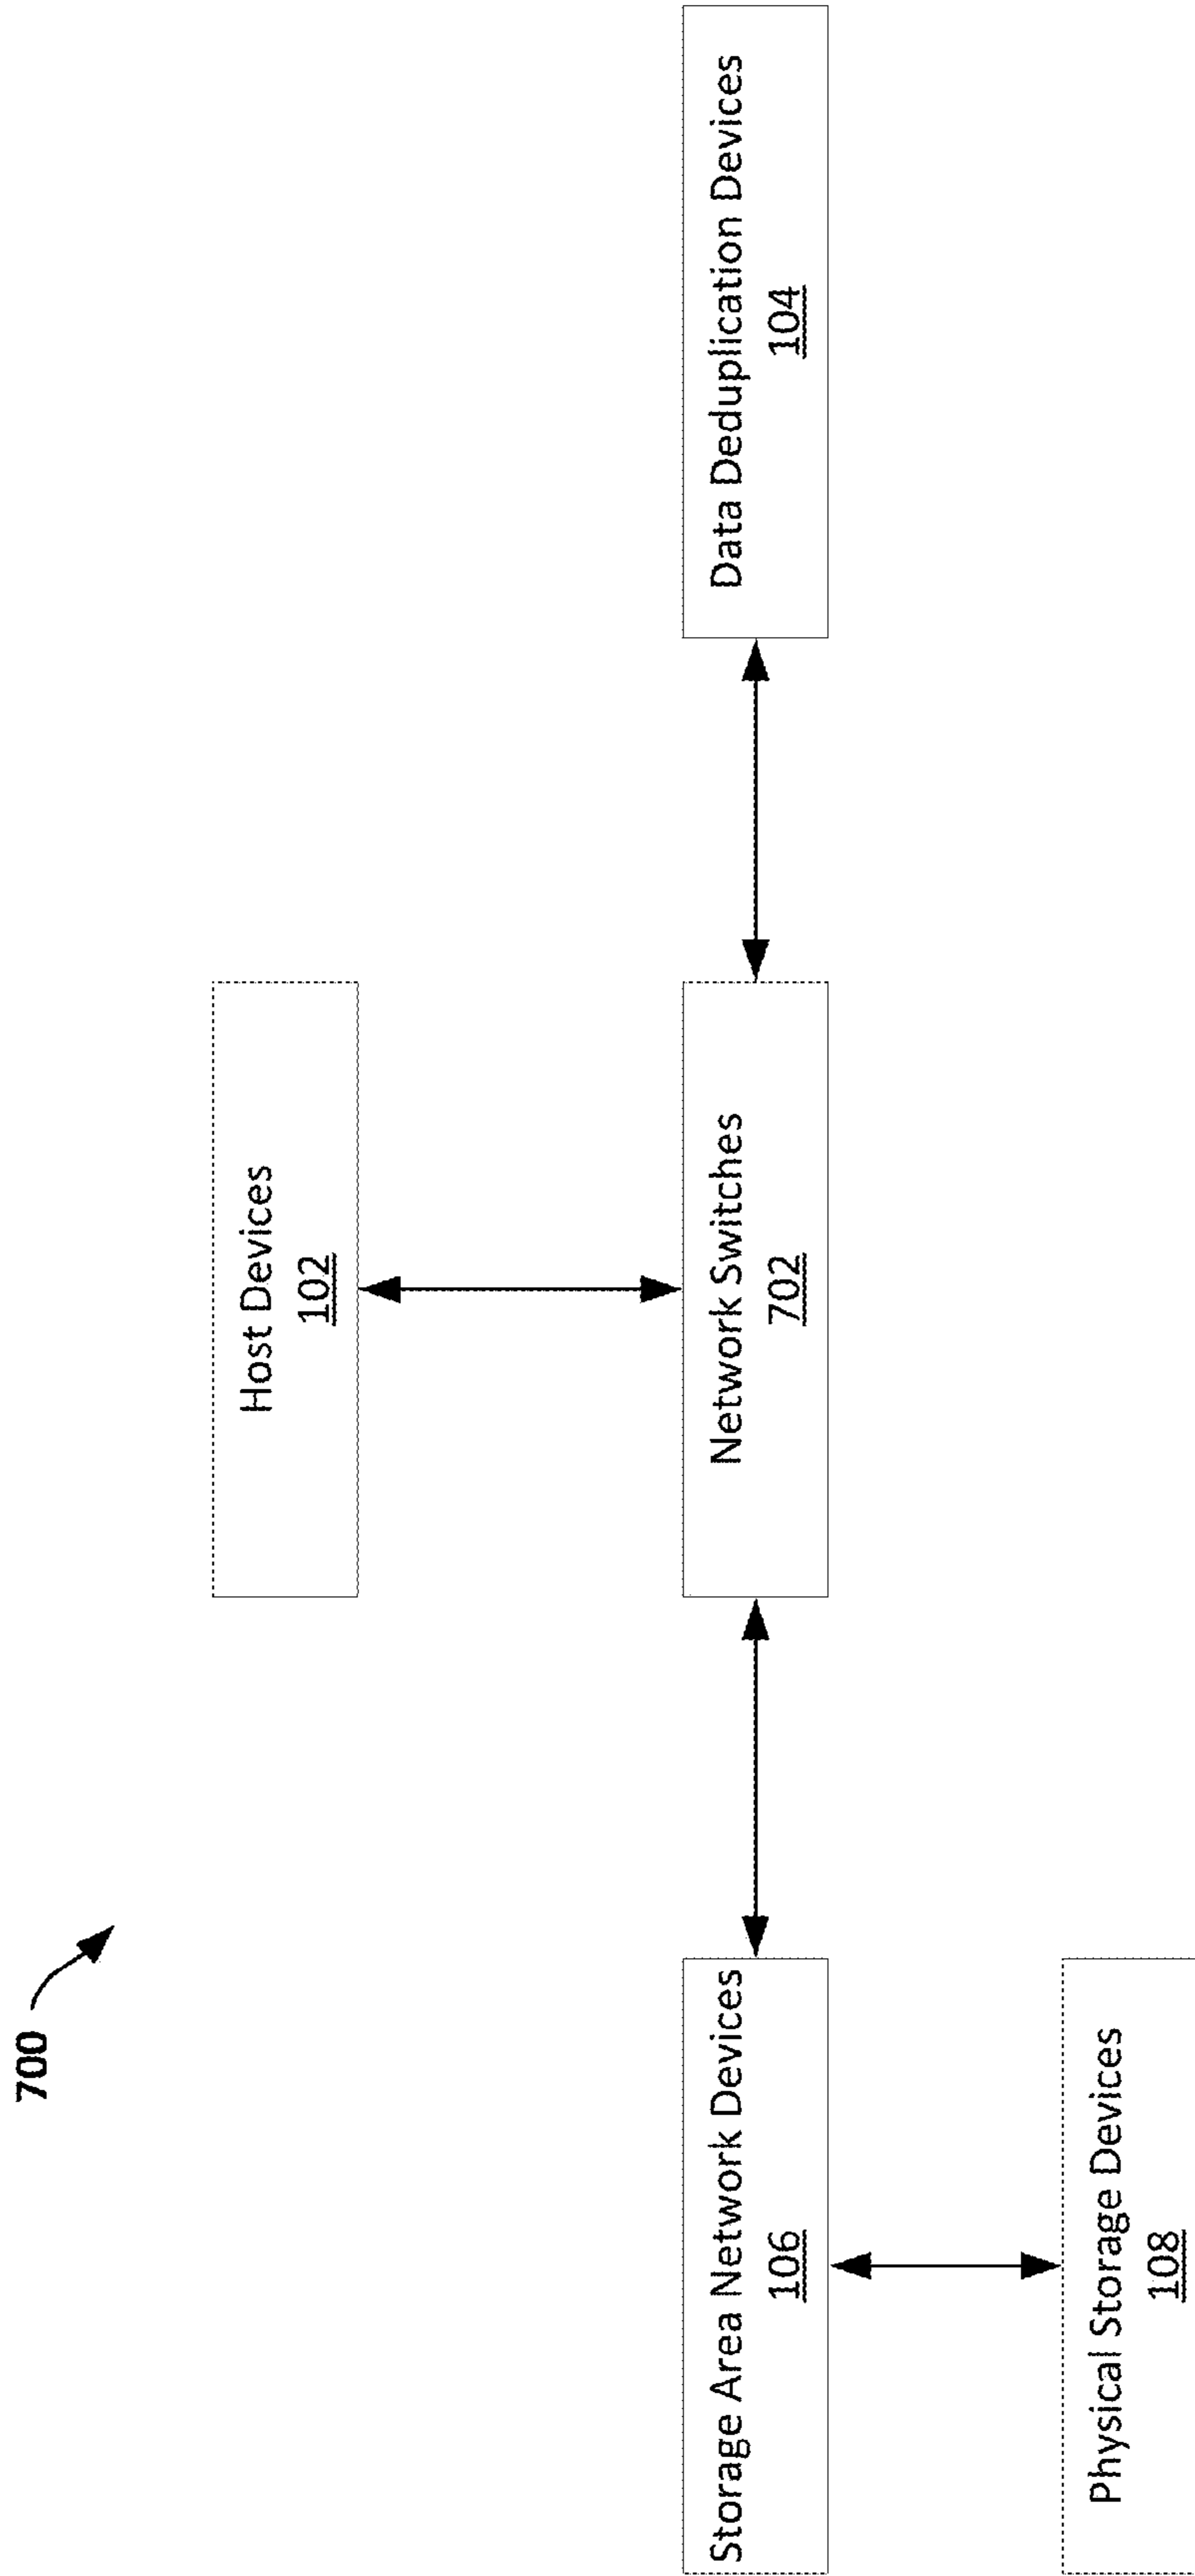 700
Host Devices
102
Storage Area Network Devices
106
Network Switches
702
Data Deduplication Devices
104
Physical Storage Devices
108